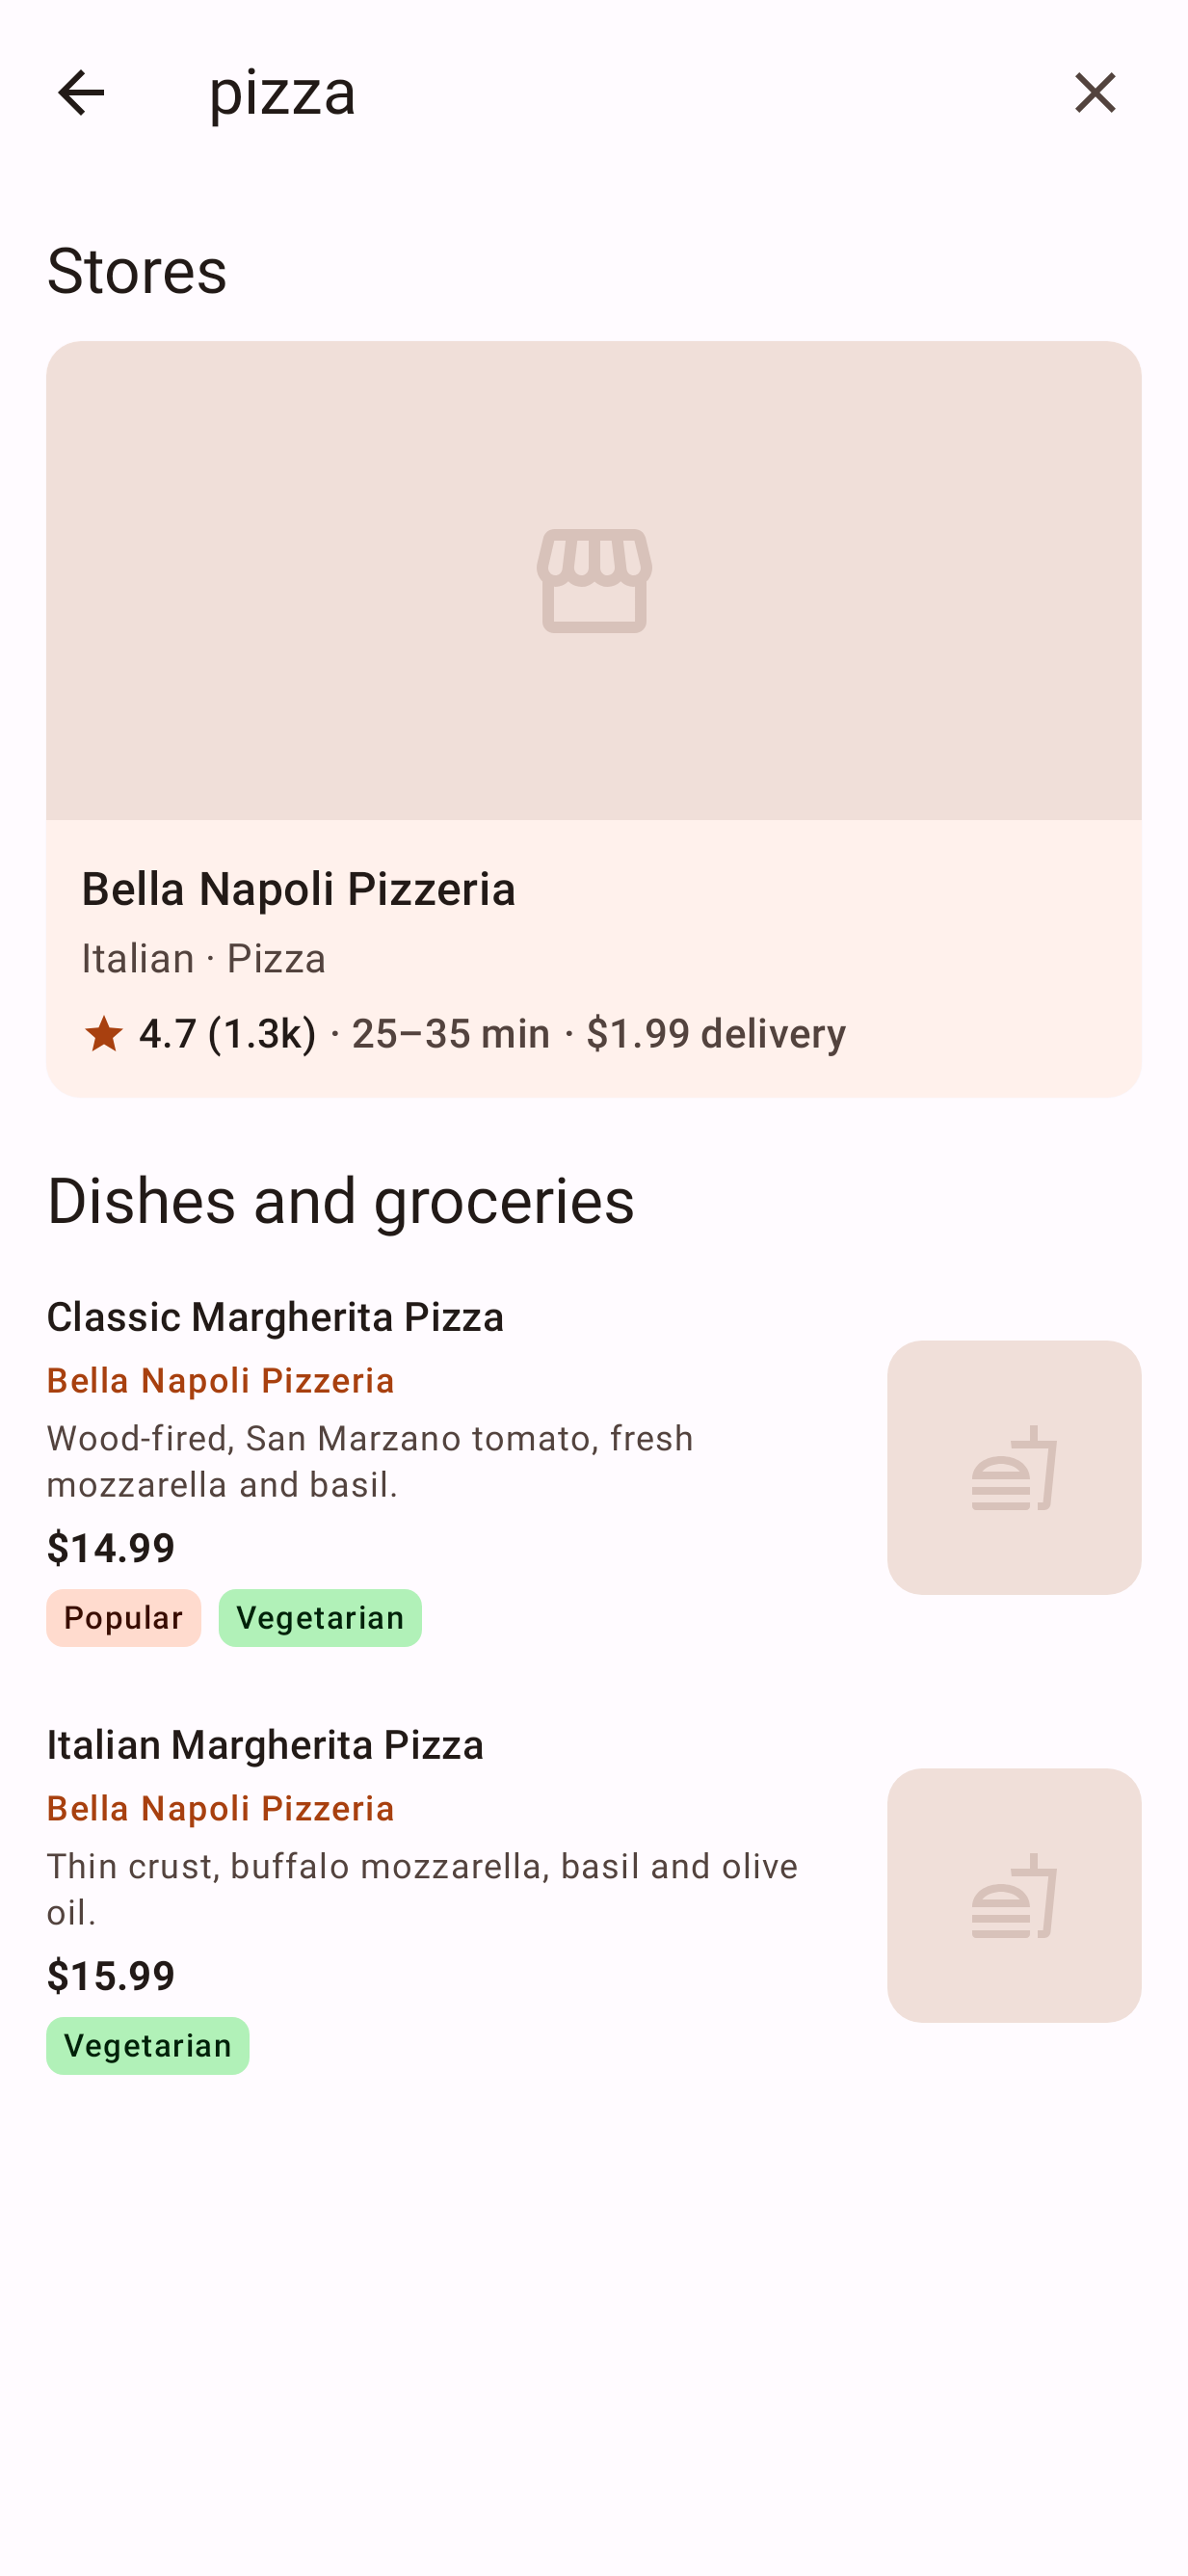 pizza
Stores
Bella Napoli Pizzeria
Italian · Pizza
4.7 (1.3k) · 25–35 min · $1.99 delivery
Dishes and groceries
Classic Margherita Pizza
Bella Napoli Pizzeria
Wood-fired, San Marzano tomato, fresh
mozzarella and basil.
$14.99
Popular Vegetarian
Italian Margherita Pizza
Bella Napoli Pizzeria
Thin crust, buffalo mozzarella, basil and olive
oil.
$15.99
Vegetarian